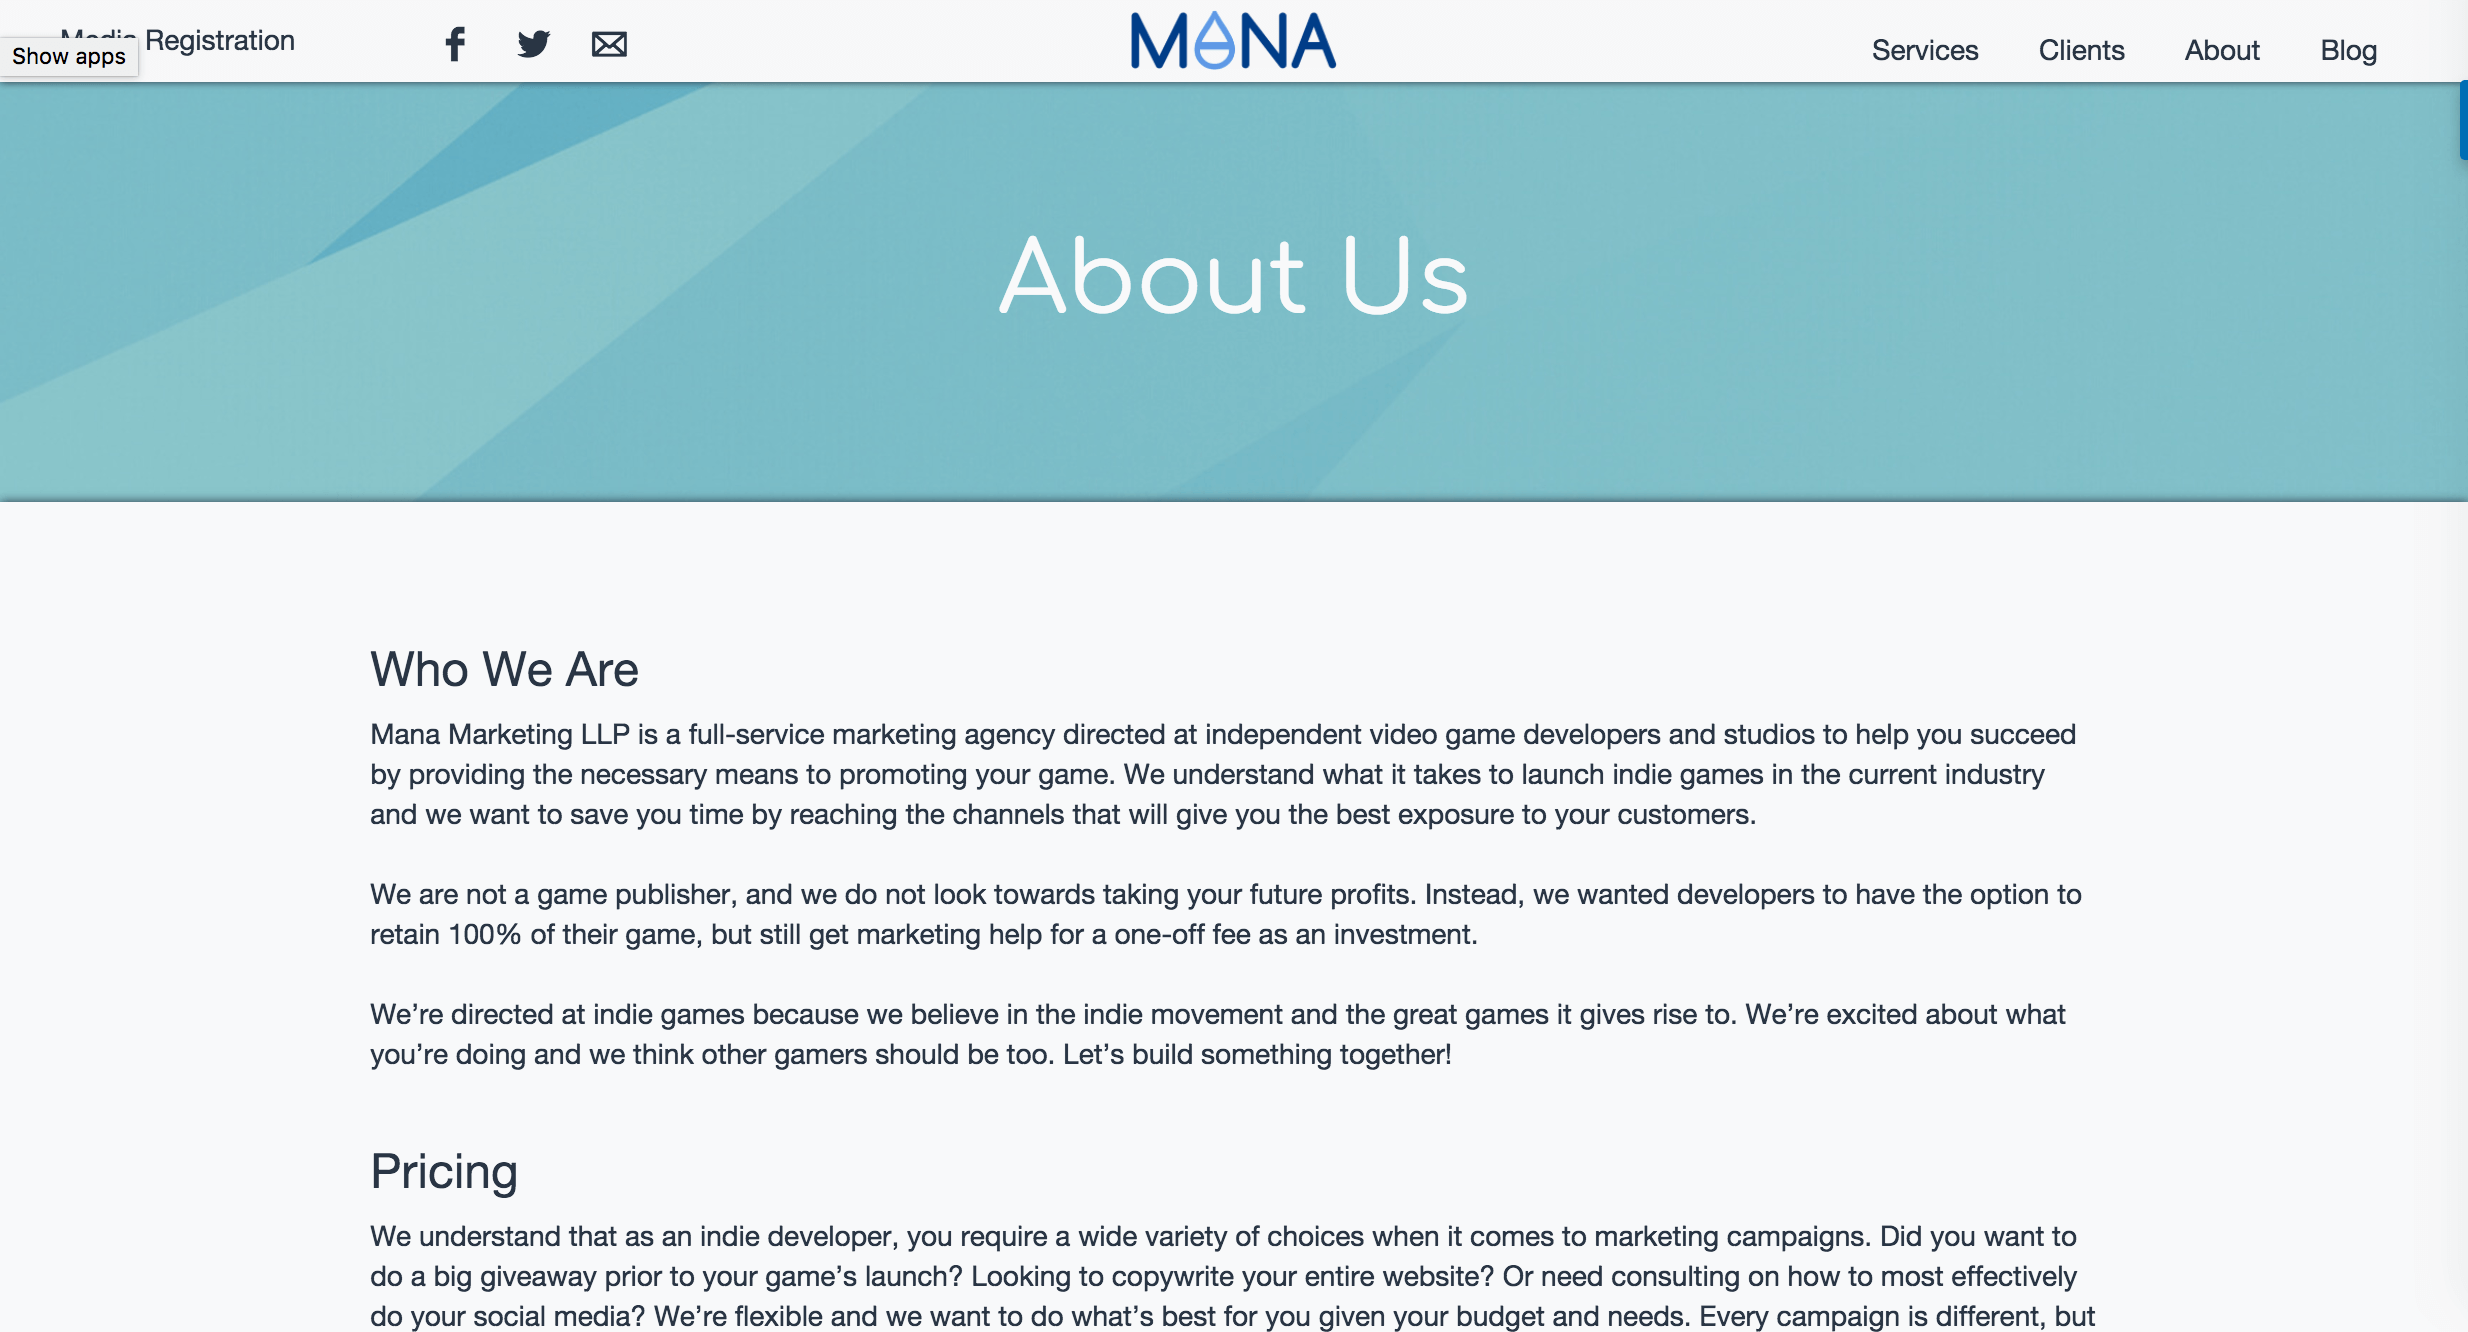 Show apps
Registration
MANA
Services Clients About Blog
About Us
Who We Are
Mana Marketing LLP is a full-service marketing agency directed at independent video game developers and studios to help you succeed
by providing the necessary means to promoting your game. We understand what it takes to launch indie games in the current industry
and we want to save you time by reaching the channels that will give you the best exposure to your customers.
We are not a game publisher, and we do not look towards taking your future profits. Instead, we wanted developers to have the option to
retain 100% of their game, but still get marketing help for a one-off fee as an investment.
We’re directed at indie games because we believe in the indie movement and the great games it gives rise to. We’re excited about what
you’re doing and we think other gamers should be too. Let’s build something together!
Pricing
We understand that as an indie developer, you require a wide variety of choices when it comes to marketing campaigns. Did you want to
do a big giveaway prior to your game’s launch? Looking to copywrite your entire website? Or need consulting on how to most effectively
do your social media? We’re flexible and we want to do what’s best for you given your budget and needs. Every campaign is different, but